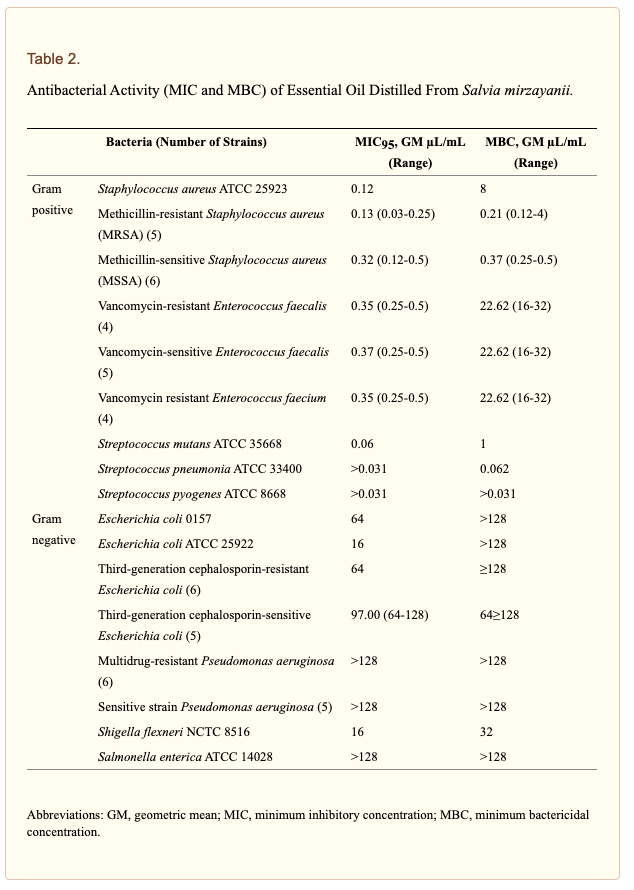 Table 2.
Antibacterial Activity (MIC and MBC) of Essential Oil Distilled From Salvia mirzayanii.
Bacteria (Number of Strains) MIC95, GM µL/mL MBC, GM µL/mL
(Range) (Range)
Gram Staphylococcus aureus ATCC 25923 0.12 8
positive Methicillin-resistant Staphylococcus aureus 0.13 (0.03-0.25) 0.21 (0.12-4)
(MRSA) (5)
Methicillin-sensitive Staphylococcus aureus 0.32 (0.12-0.5) 0.37 (0.25-0.5)
(MSSA) (6)
Vancomycin-resistant Enterococcus faecalis 0.35 (0.25-0.5) 22.62 (16-32)
(4)
Vancomycin-sensitive Enterococcus faecalis 0.37 (0.25-0.5) 22.62 (16-32)
(5)
Vancomycin resistant Enterococcus faecium 0.35 (0.25-0.5) 22.62 (16-32)
(4)
Streptococcus mutans ATCC 35668 0.06 1
Streptococcus pneumonia ATCC 33400 >0.031 0.062
Streptococcus pyogenes ATCC 8668 >0.031 >0.031
Gram Escherichia coli 0157 64 >128
negative Escherichia coli ATCC 25922 16 >128
Third-generation cephalosporin-resistant 64 ≥128
Escherichia coli (6)
Third-generation cephalosporin-sensitive 97.00 (64-128) 64≥128
Escherichia coli (5)
Multidrug-resistant Pseudomonas aeruginosa >128 >128
(6)
Sensitive strain Pseudomonas aeruginosa (5) >128 >128
Shigella flexneri NCTC 8516 16 32
Salmonella enterica ATCC 14028 >128 >128
Abbreviations: GM, geometric mean; MIC, minimum inhibitory concentration; MBC, minimum bactericidal
concentration.